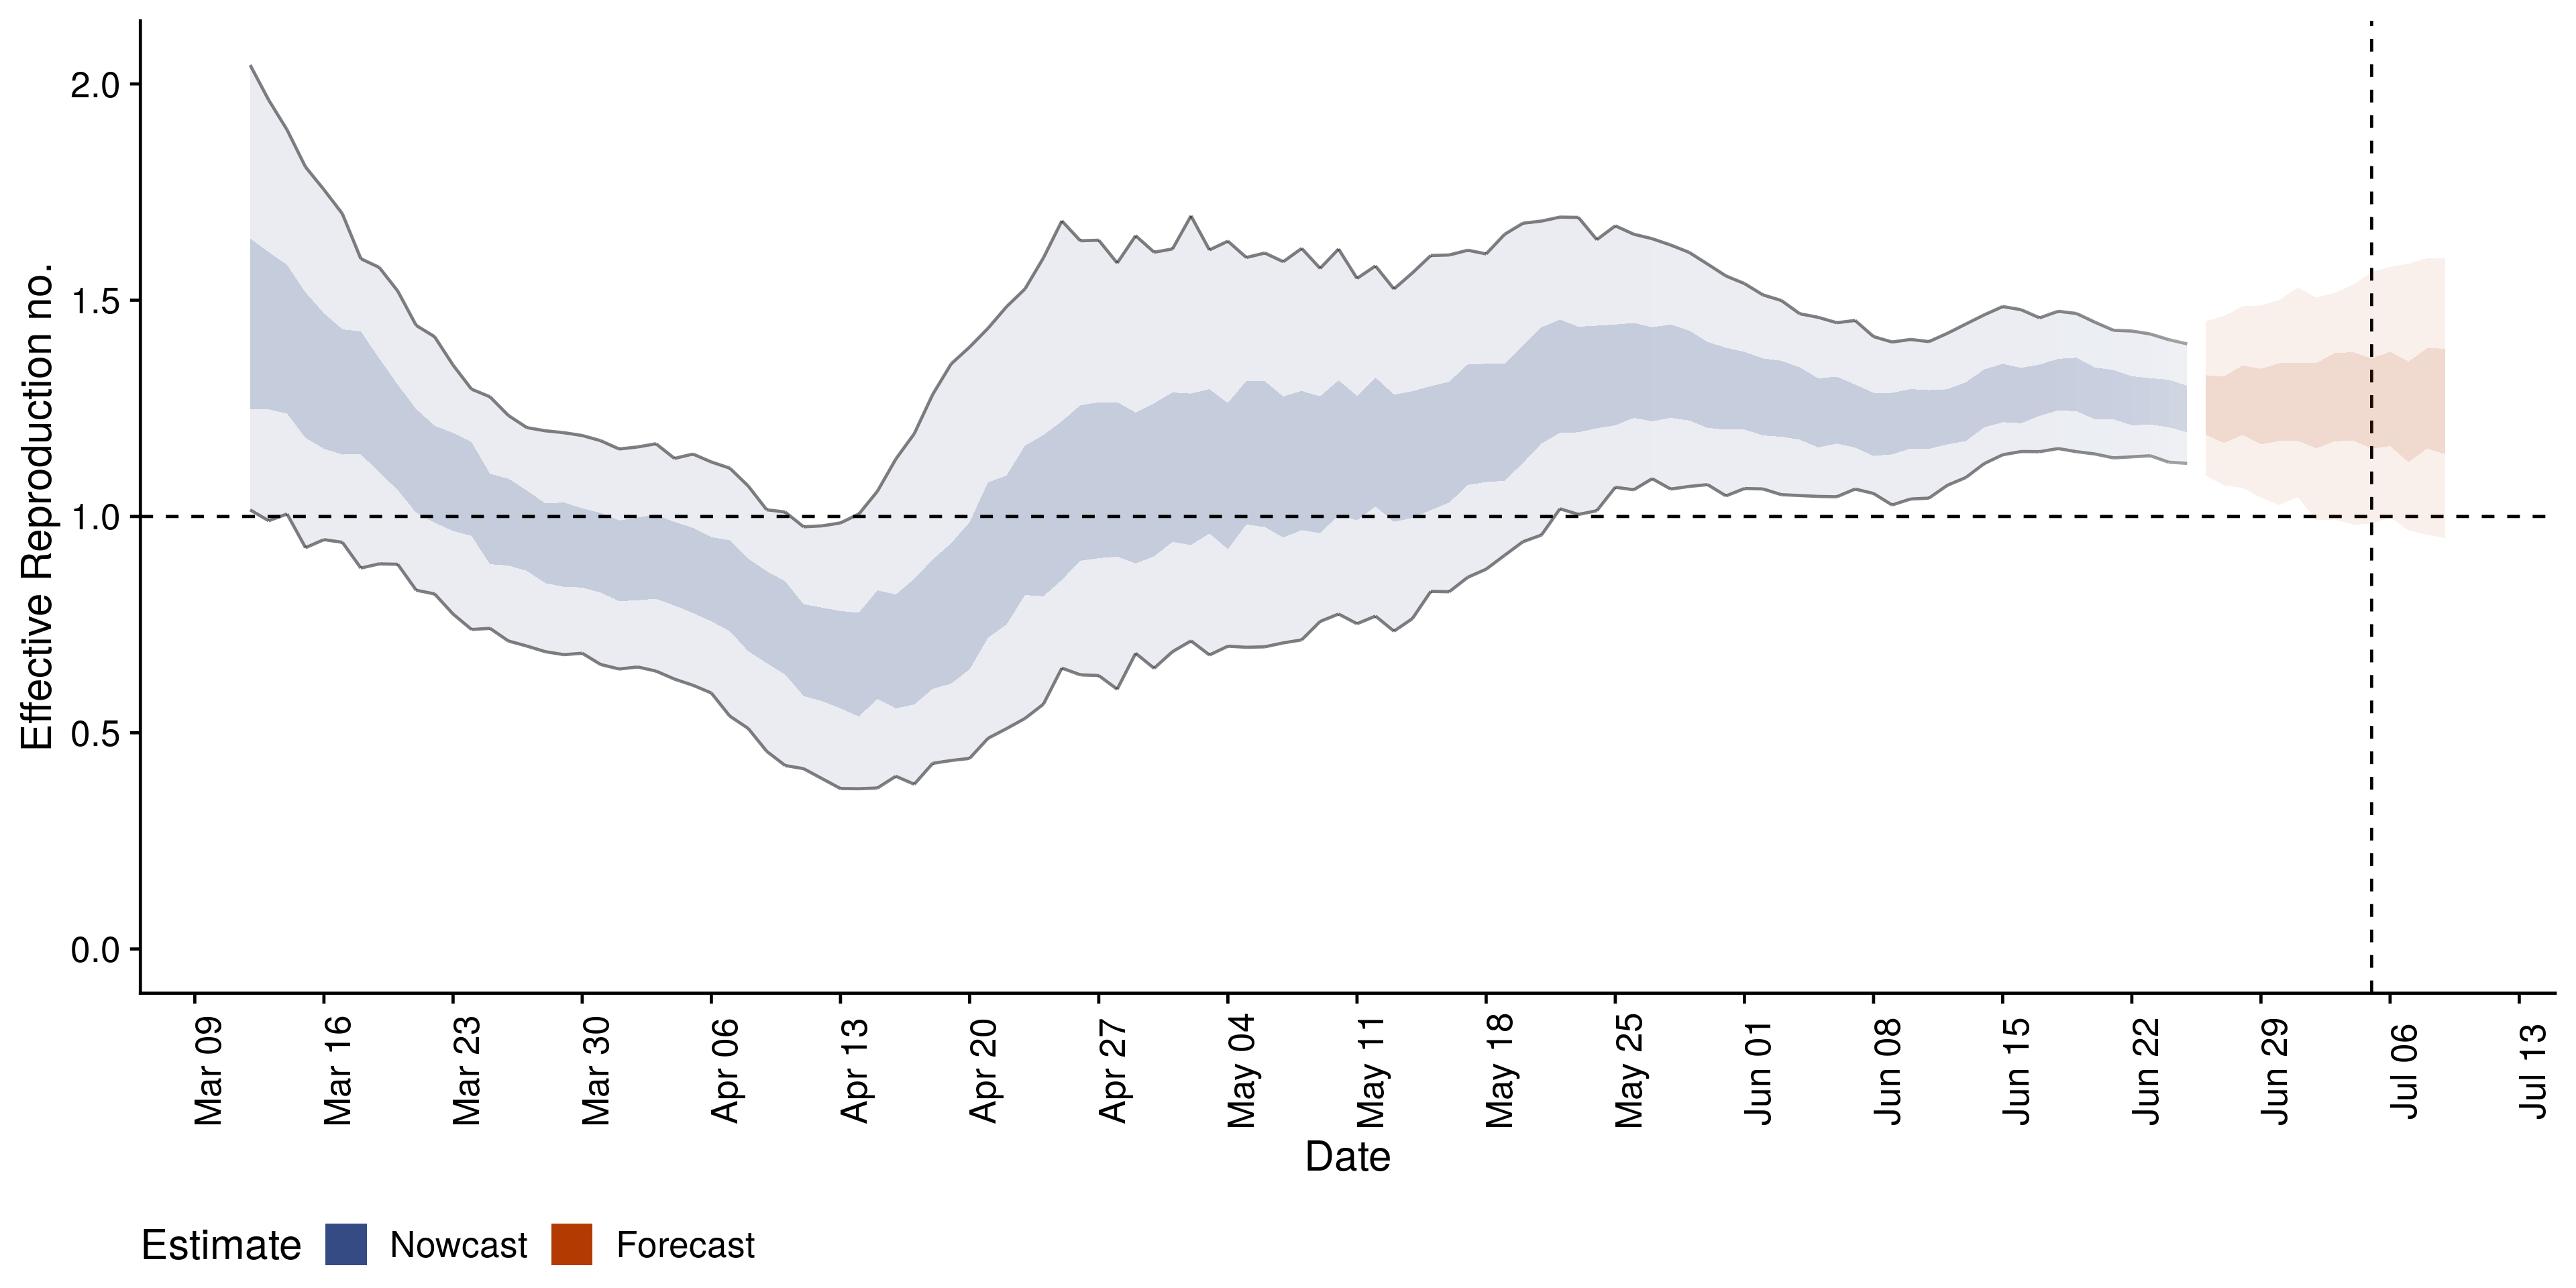 Effective Reproduction no.
2.0
1.5
1.0
0.5
0.0
Mar 09
Mar 16
Mar 23
Mar 30
Apr 06
Apr 13
Apr 20
Apr 27
May 04
May 11
May 18
May 25
Jun 01
Jun 08
Jun 15
Jun 22
Jun 29
Jul 06
Jul 13
Date
Estimate Nowcast Forecast